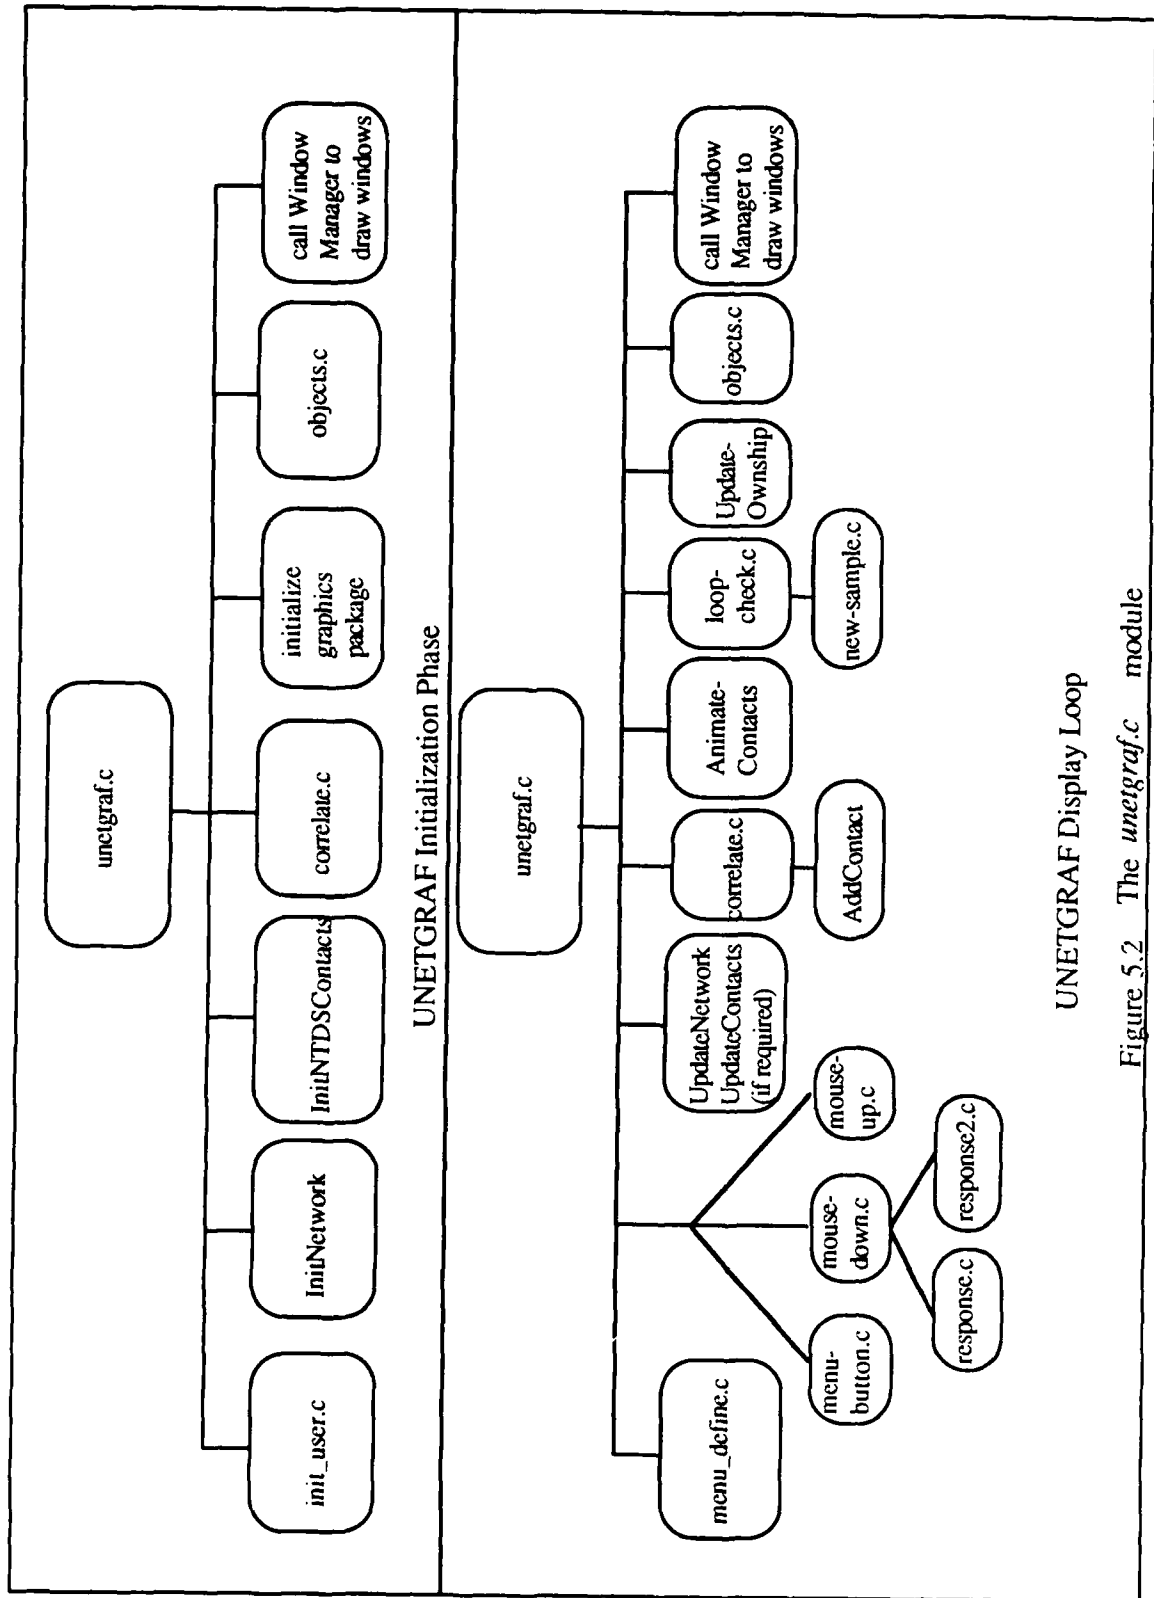 unetgraf.c
init_user.c
InitNetwork
InitNTDSContacts
correlate.c
initialize
graphics
package
objects.c
call Window
Manager to
draw windows
UNETGRAF Initialization Phase
unetgraf.c
menu_define.c
menu-
button.c
mouse-
down.c
mouse-
up.c
response.c
response2.c
UpdateNetwork
UpdateContacts
(if required)
correlate.c
AddContact
Animate-
Contacts
loop-
check.c
new-sample.c
Update-
Ownship
objects.c
call Window
Manager to
draw windows
UNETGRAF Display Loop
Figure 5.2 The unetgraf.c module